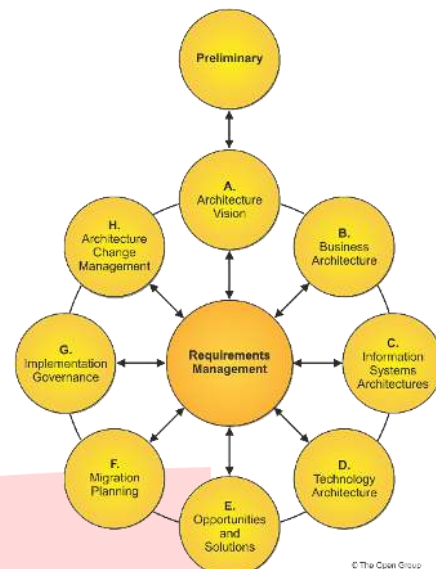 Preliminary
A.
Architecture
Vision
H.
Architecture
Change
Management
B.
Business
Architecture
G.
Implementation
Governance
Requirements
Management
C.
Information
Systems
Architectures
F.
Migration
Planning
D.
Technology
Architecture
E.
Opportunities
and
Solutions
© The Open Group